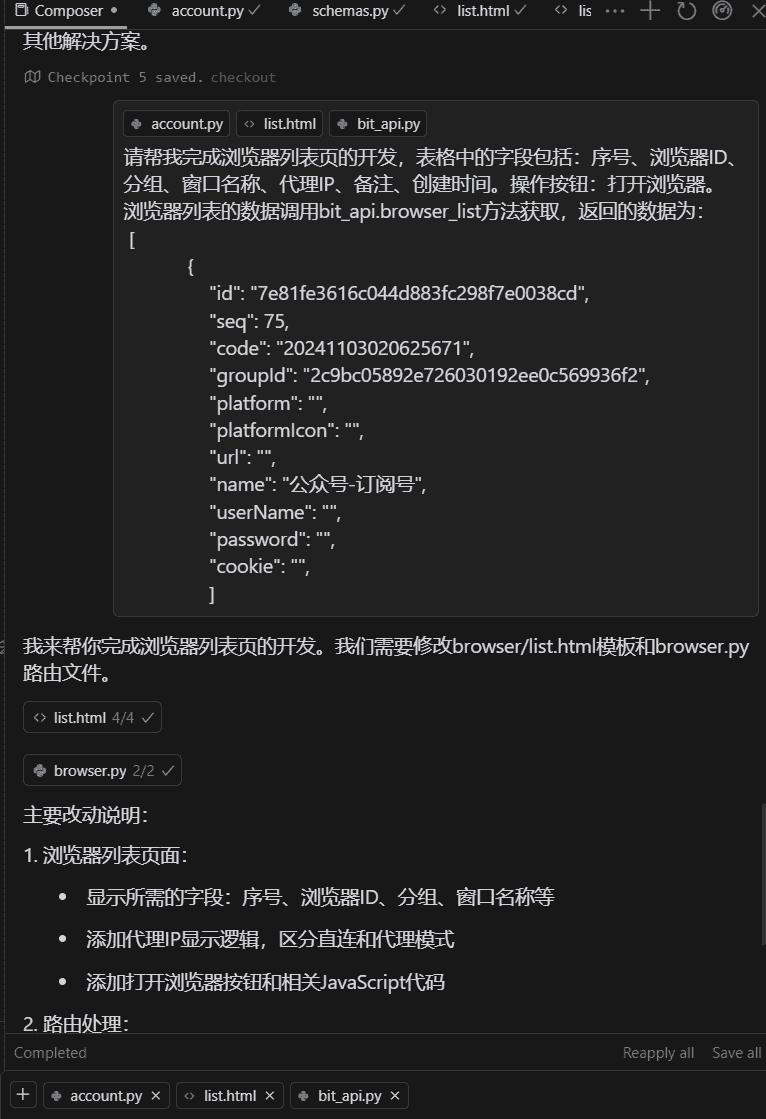 Composer account.py schemas.py list.html lis
其他解决方案。
Checkpoint 5 saved. checkout
account.py list.html bit_api.py
请帮我完成浏览器列表页的开发，表格中的字段包括：序号、浏览器ID、
分组、窗口名称、代理IP、备注、创建时间。操作按钮：打开浏览器。
浏览器列表的数据调用bit_api.browser_list方法获取，返回的数据为：
[
{
"id": "7e81fe3616c044d883fc298f7e0038cd",
"seq": 75,
"code": "20241103020625671",
"groupId": "2c9bc05892e726030192ee0c569936f2",
"platform": "",
"platformIcon": "",
"url": "",
"name": "公众号-订阅号",
"userName": "",
"password": "",
"cookie": "",
]
我来帮你完成浏览器列表页的开发。我们需要修改browser/list.html模板和browser.py
路由文件。
list.html 4/4
browser.py 2/2
主要改动说明：
1. 浏览器列表页面：
• 显示所需的字段：序号、浏览器ID、分组、窗口名称等
• 添加代理IP显示逻辑，区分直连和代理模式
• 添加打开浏览器按钮和相关JavaScript代码
2. 路由处理：
Completed Reapply all Save all
account.py list.html bit_api.py